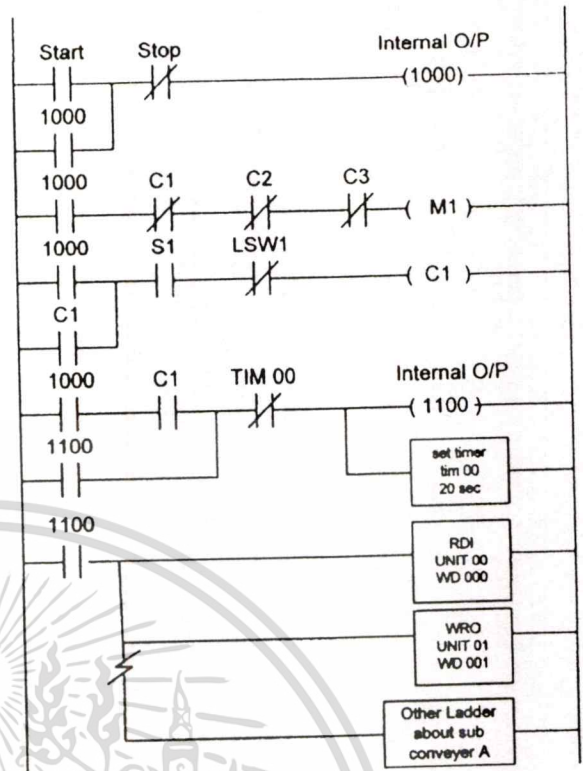 Start Stop Internal O/P
(1000)
1000
1000 C1 C2 C3
( M1 )
1000 S1 LSW1
( C1 )
C1
1000 C1 TIM 00 Internal O/P
( 1100 )
1100
set timer
tim 00
20 sec
1100
RDI
UNIT 00
WD 000
WRO
UNIT 01
WD 001
Other Ladder
about sub
conveyer A